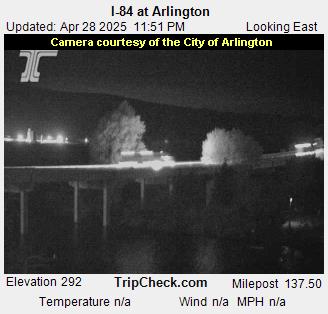 I-84 at Arlington
Updated: Apr 28 2025 11:51 PM Looking East
Camera courtesy of the City of Arlington
Elevation 292 TripCheck.com Milepost 137.50
Temperature n/a Wind n/a MPH n/a